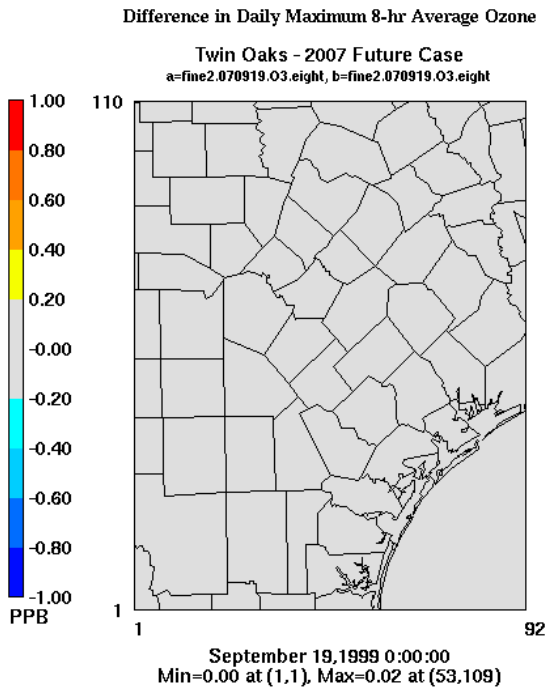 Difference in Daily Maximum 8-hr Average Ozone
Twin Oaks - 2007 Future Case
a=fine2.070919.O3.eight, b=fine2.070919.O3.eight
1.00
0.80
0.60
0.40
0.20
-0.00
-0.20
-0.40
-0.60
-0.80
-1.00
PPB
110
1
1
92
September 19,1999 0:00:00
Min=0.00 at (1,1), Max=0.02 at (53,109)